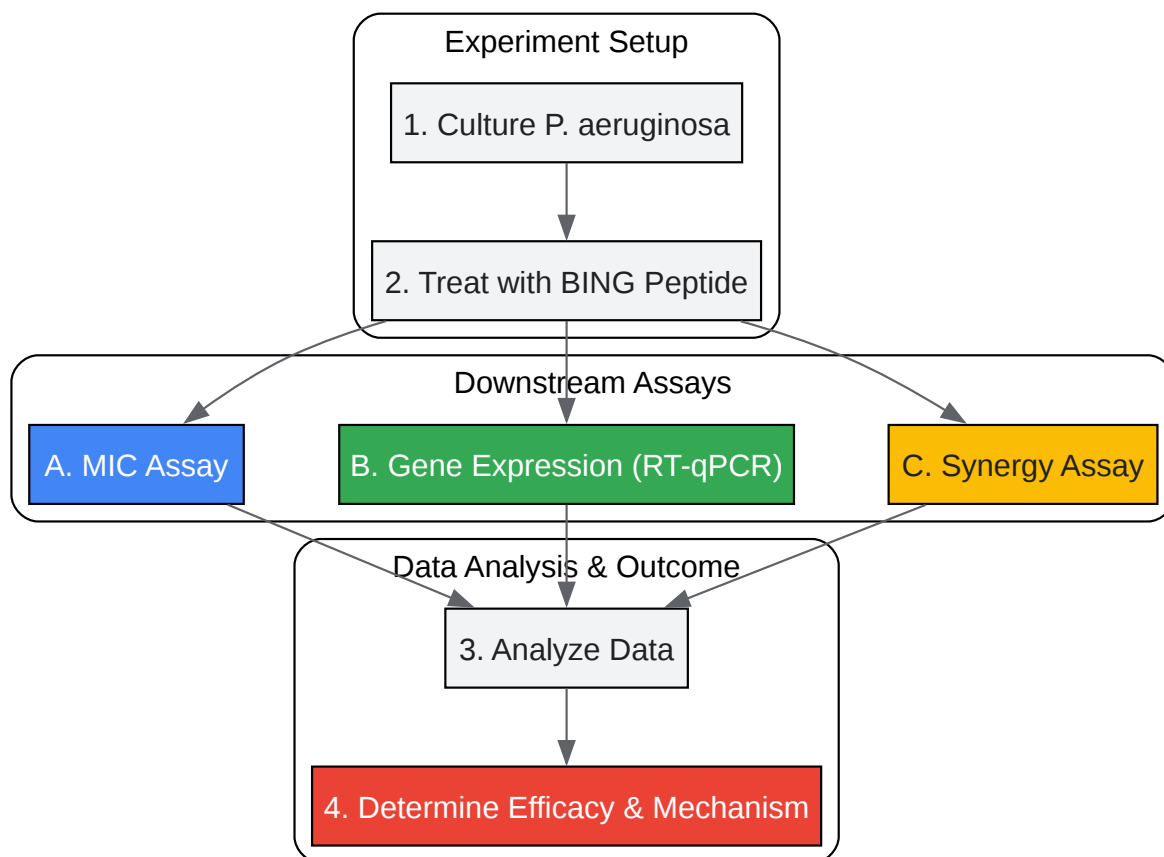 Experiment Setup
1. Culture P. aeruginosa
2. Treat with BING Peptide
Downstream Assays
A. MIC Assay
B. Gene Expression (RT-qPCR)
C. Synergy Assay
Data Analysis & Outcome
3. Analyze Data
4. Determine Efficacy & Mechanism